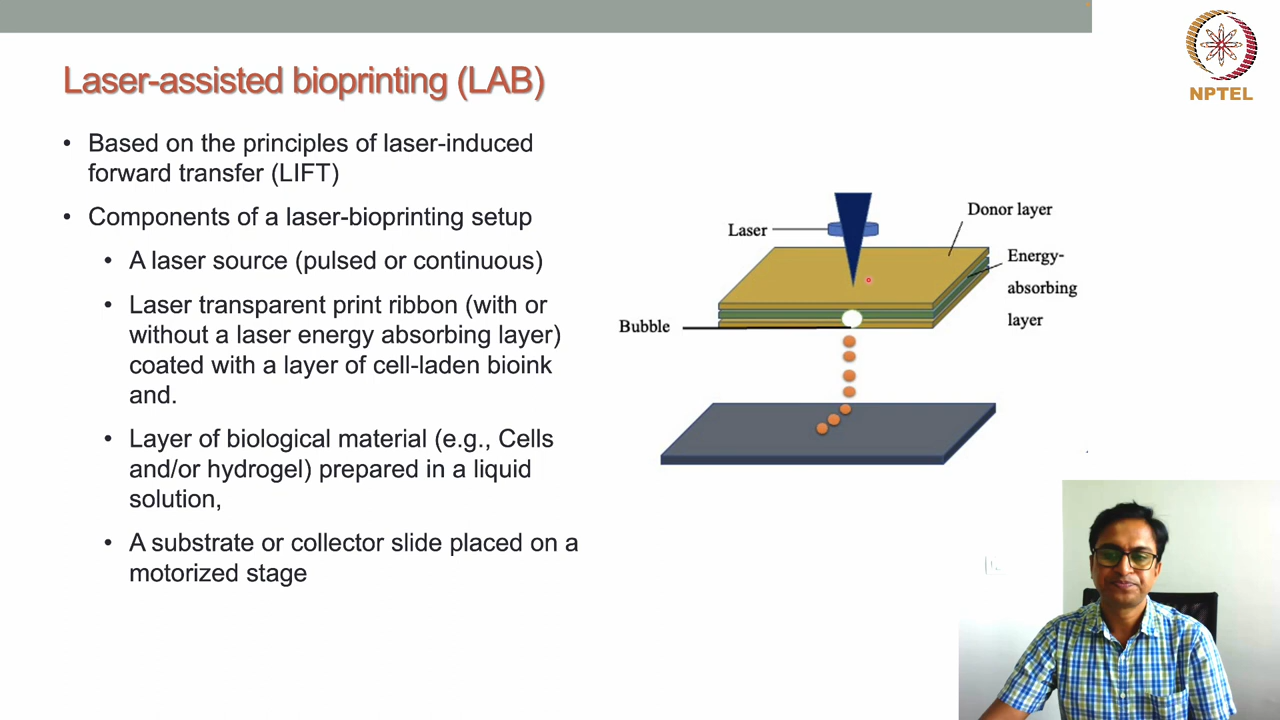 Laser-assisted bioprinting (LAB)
• Based on the principles of laser-induced
forward transfer (LIFT)
• Components of a laser-bioprinting setup
• A laser source (pulsed or continuous)
• Laser transparent print ribbon (with or
without a laser energy absorbing layer)
coated with a layer of cell-laden bioink
and.
• Layer of biological material (e.g., Cells
and/or hydrogel) prepared in a liquid
solution,
• A substrate or collector slide placed on a
motorized stage
NPTEL
Donor layer
Laser
Energy-
absorbing
layer
Bubble